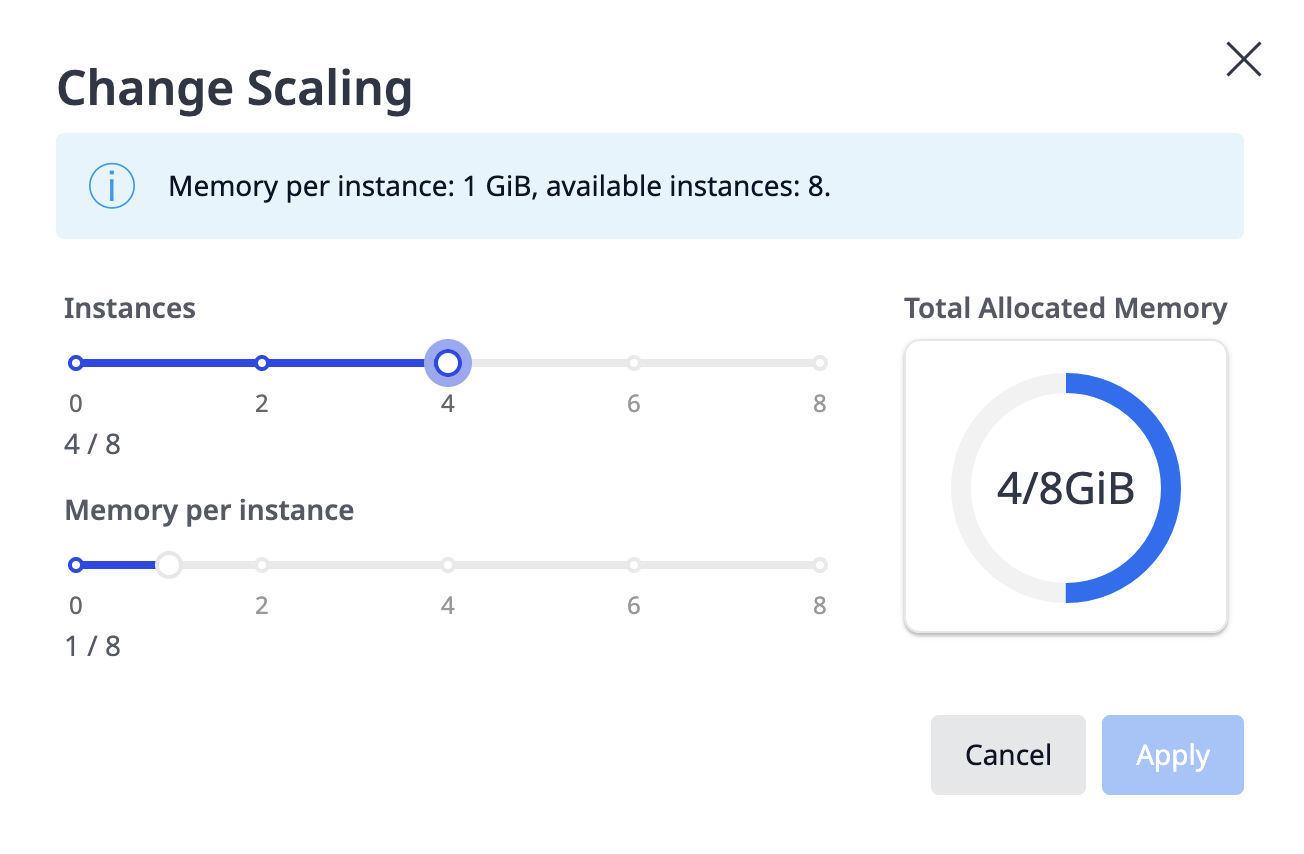 Change Scaling
Memory per instance: 1 GiB, available instances: 8.
Instances
0 2 4 6 8
4 / 8
Memory per instance
0 2 4 6 8
1 / 8
Total Allocated Memory
4/8GiB
Cancel Apply